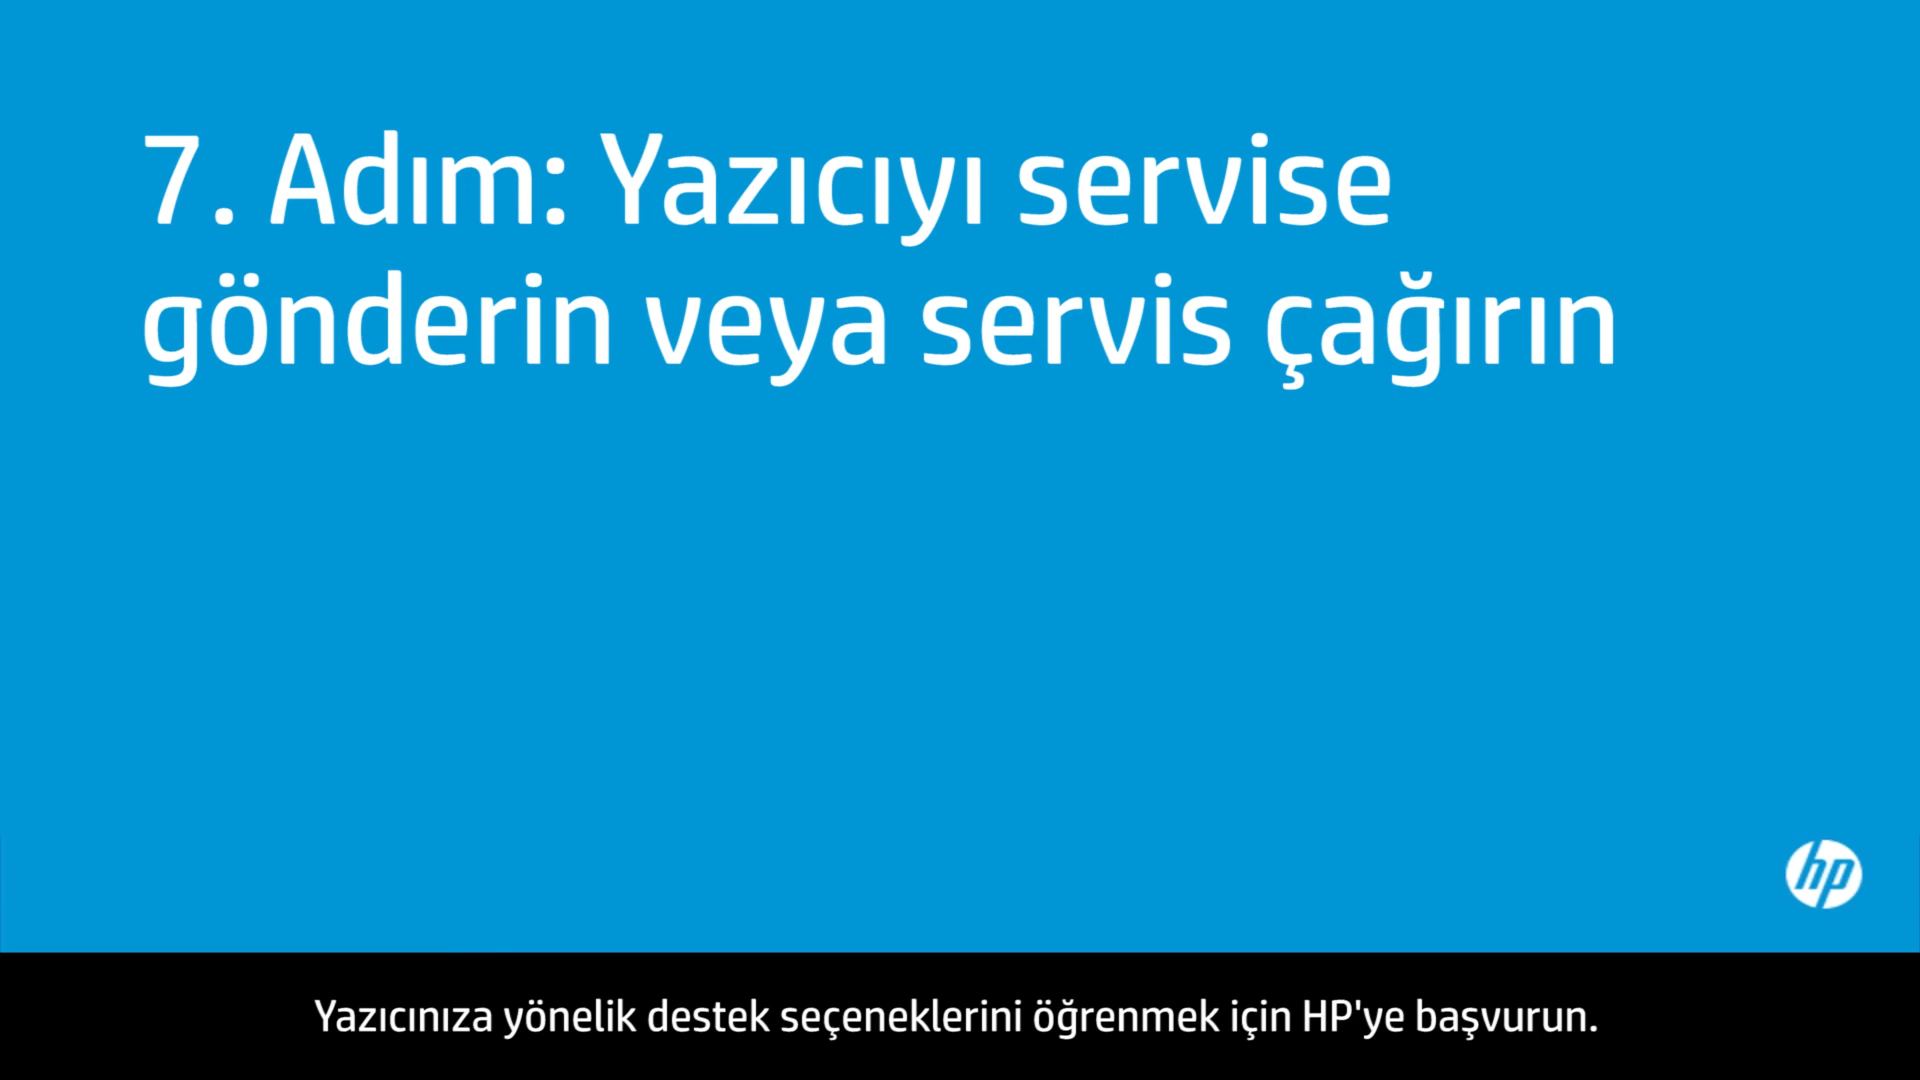 7. Adım: Yazıcıyı servise
gönderin veya servis çağırın
hp
Yazıcınıza yönelik destek seçeneklerini öğrenmek için HP'ye başvurun.